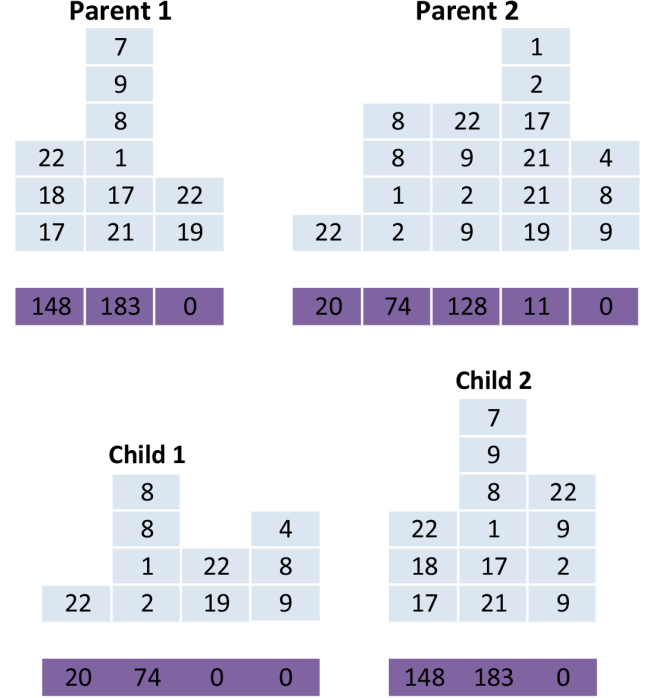 Parent 1
7
9
8
22 1
18 17 22
17 21 19
148 183 0
Parent 2
1
2
8 22 17
8 9 21 4
1 2 21 8
22 2 9 19 9
20 74 128 11 0
Child 1
8
8 4
1 22 8
22 2 19 9
20 74 0 0
Child 2
7
9
8 22
22 1 9
18 17 2
17 21 9
148 183 0